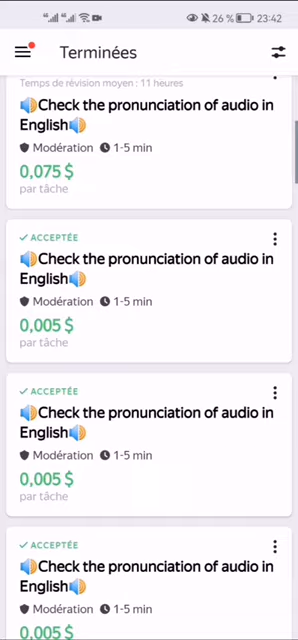 26 % 23:42
Terminées
Temps de révision moyen : 11 heures
Check the pronunciation of audio in
English
Modération 1-5 min
0,075 $
par tâche
ACCEPTÉE
Check the pronunciation of audio in
English
Modération 1-5 min
0,005 $
par tâche
ACCEPTÉE
Check the pronunciation of audio in
English
Modération 1-5 min
0,005 $
par tâche
ACCEPTÉE
Check the pronunciation of audio in
English
Modération 1-5 min
0,005 $